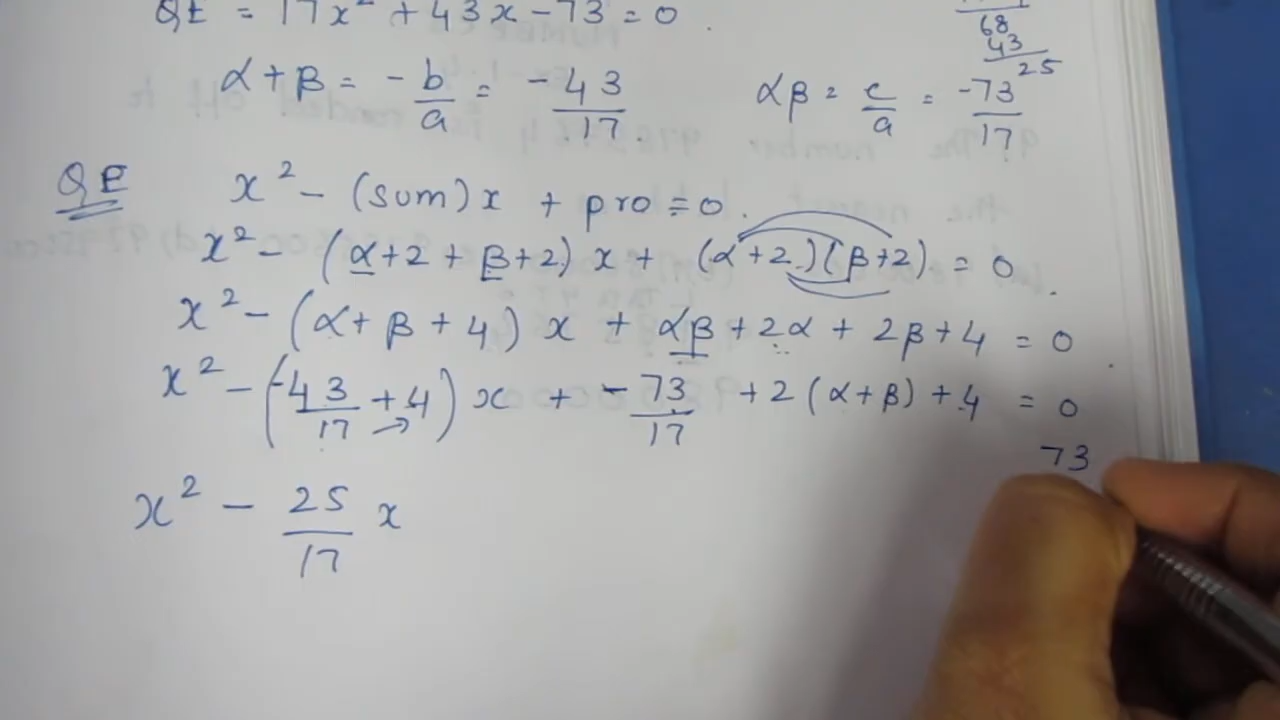 QE = 17x² + 43x - 73 = 0.
68
43
25
α + β = - b/a = - 43/17. αβ = c/a = -73/17
QE x² - (sum)x + pro = 0.
x² - (α+2 + β+2) x + (α+2)(β+2) = 0.
x² - (α + β + 4) x + αβ + 2α + 2β + 4 = 0.
x² - (-43/17 + 4) x + -73/17 + 2(α+β) + 4 = 0
73
x² - 25/17 x